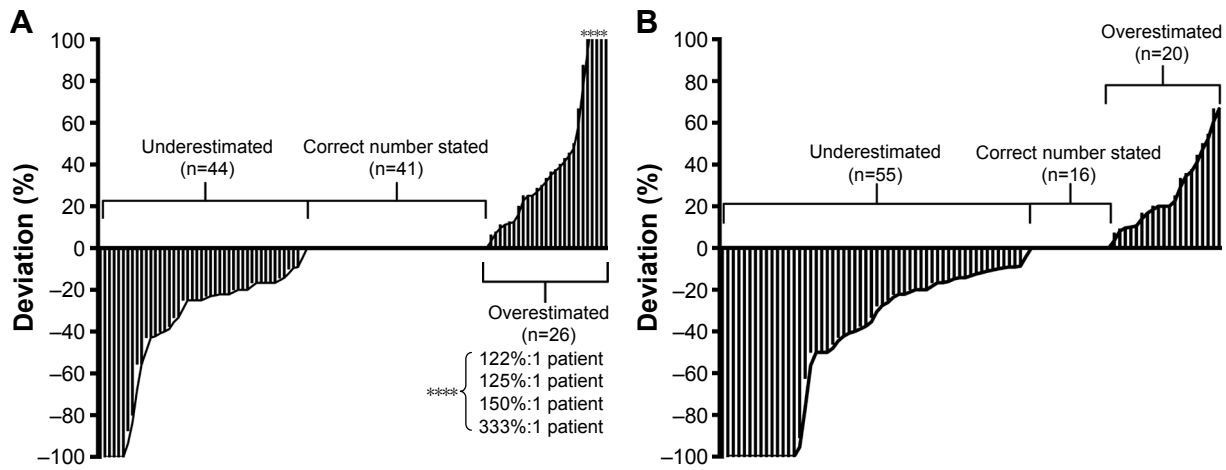 A
Deviation (%)
100
80
60
40
20
0
–20
–40
–60
–80
–100
Underestimated
(n=44)
Correct number stated
(n=41)
****
Overestimated
(n=26)
****
122%:1 patient
125%:1 patient
150%:1 patient
333%:1 patient
B
Deviation (%)
100
80
60
40
20
0
–20
–40
–60
–80
–100
Underestimated
(n=55)
Correct number stated
(n=16)
Overestimated
(n=20)